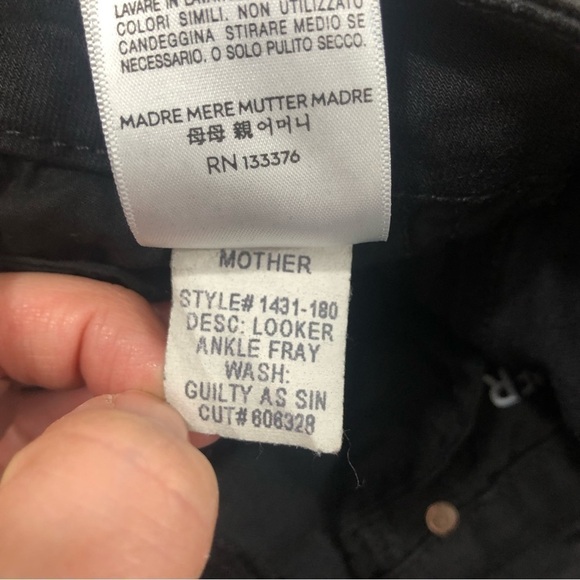 LAVARE IN
COLORI SIMILI. NON UTILIZZATO
CANDEGGINA STIRARE MEDIO SE
NECESSARIO. O SOLO PULITO SECCO.
MADRE MERE MUTTER MADRE
母母 親 어머니
RN 133376
MOTHER
STYLE# 1431-180
DESC: LOOKER
ANKLE FRAY
WASH:
GUILTY AS SIN
CUT# 606328